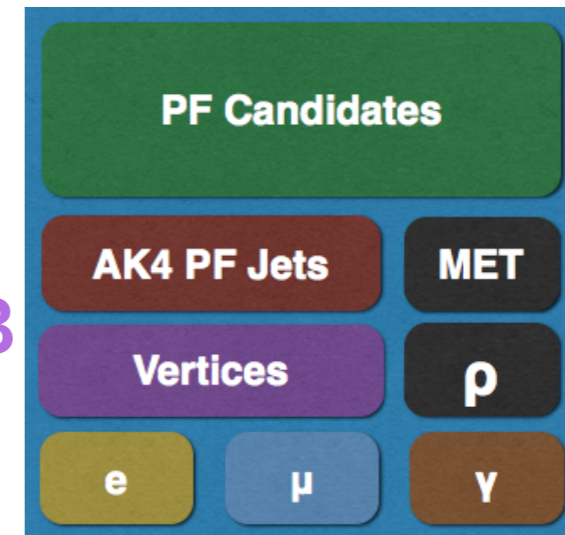 PF Candidates
AK4 PF Jets
MET
Vertices
ρ
e
μ
γ